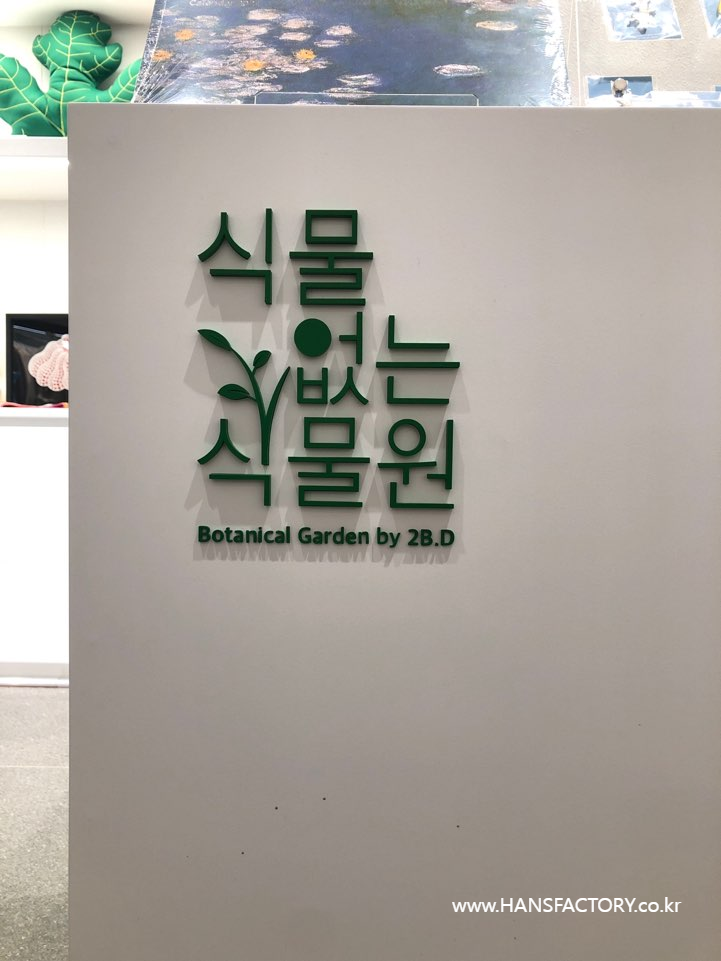 식물
없는
식물원
Botanical Garden by 2B.D
www.HANSFACTORY.co.kr